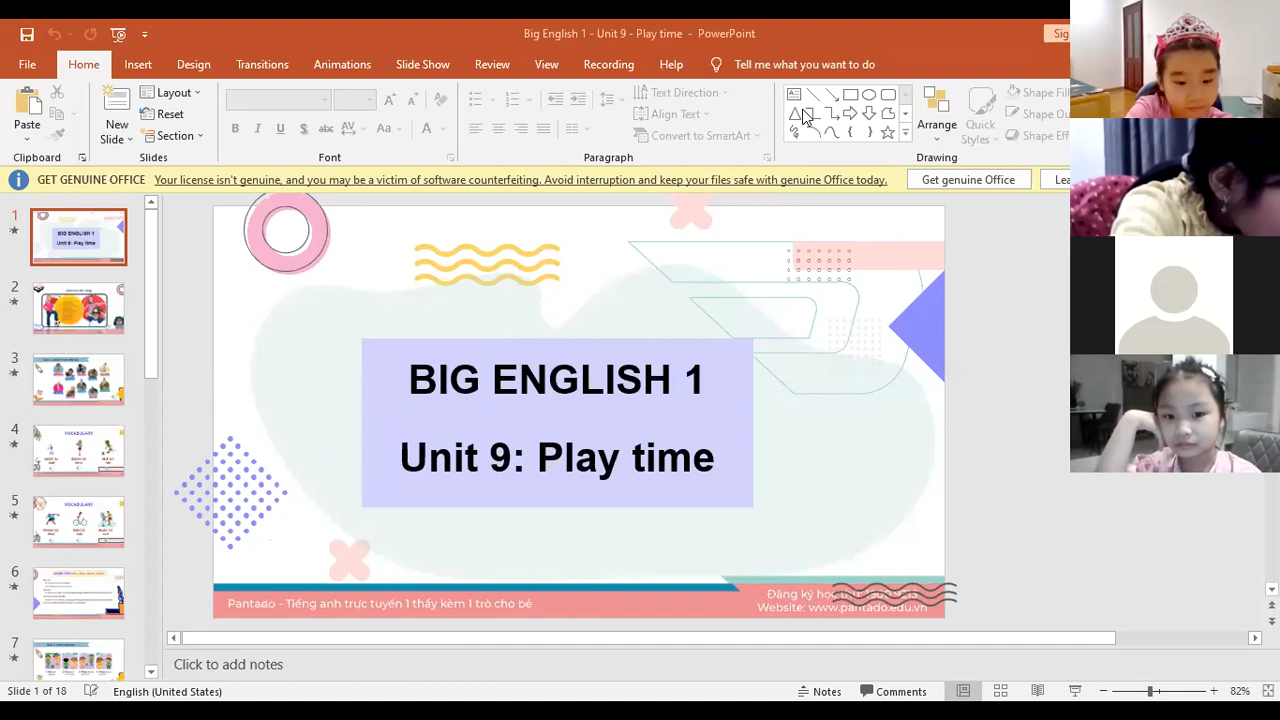 Big English 1 - Unit 9 - Play time - PowerPoint
File Home Insert Design Transitions Animations Slide Show Review View Recording Help Tell me what you want to do
Paste
Clipboard
New Slide
Layout
Reset
Section
Slides
Font
Text Direction
Align Text
Convert to SmartArt
Paragraph
Arrange
Quick Styles
Shape
Shape
Shape
Drawing
GET GENUINE OFFICE Your license isn't genuine, and you may be a victim of software counterfeiting. Avoid interruption and keep your files safe with genuine Office today. Get genuine Office
1
BIG ENGLISH 1
Unit 9: Play time
2
3
4
VOCABULARY
5
VOCABULARY
6
7
BIG ENGLISH 1
Unit 9: Play time
Pantado - Tiếng anh trực tuyến 1 thầy kèm 1 trò cho bé
Đăng ký học
Website: www.pantado.edu.vn
Click to add notes
Slide 1 of 18 English (United States) Notes Comments 82%